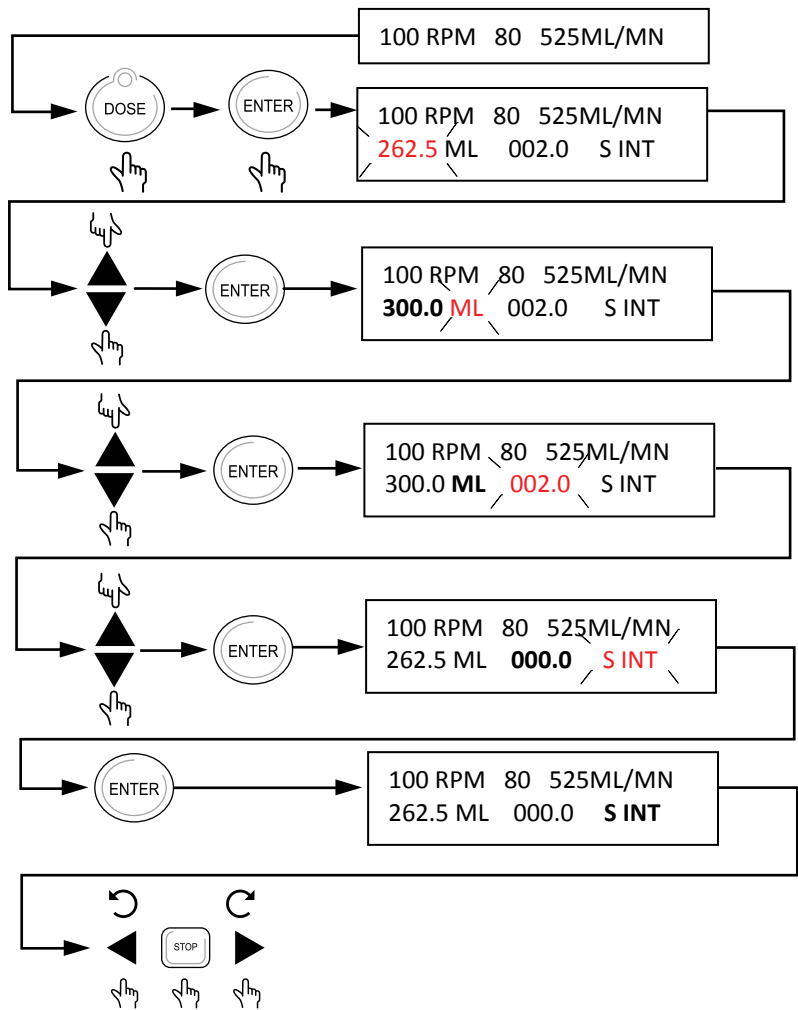 100 RPM 80 525ML/MN
DOSE
ENTER
100 RPM 80 525ML/MN
262.5 ML 002.0 S INT
ENTER
100 RPM 80 525ML/MN
300.0 ML 002.0 S INT
ENTER
100 RPM 80 525ML/MN
300.0 ML 002.0 S INT
ENTER
100 RPM 80 525ML/MN
262.5 ML 000.0 S INT
ENTER
100 RPM 80 525ML/MN
262.5 ML 000.0 S INT
STOP